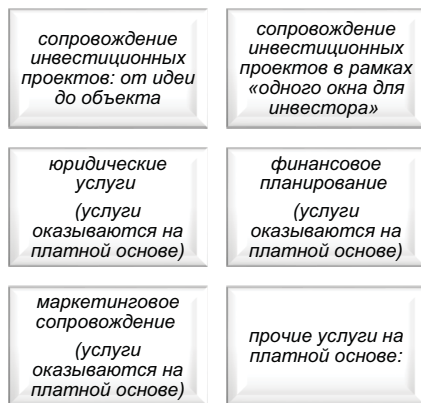 сопровождение
инвестиционных
проектов: от идеи
до объекта
сопровождение
инвестиционных
проектов в рамках
«одного окна для
инвестора»
юридические
услуги
(услуги
оказываются на
платной основе)
финансовое
планирование
(услуги
оказываются на
платной основе)
маркетинговое
сопровождение
(услуги
оказываются на
платной основе)
прочие услуги на
платной основе: